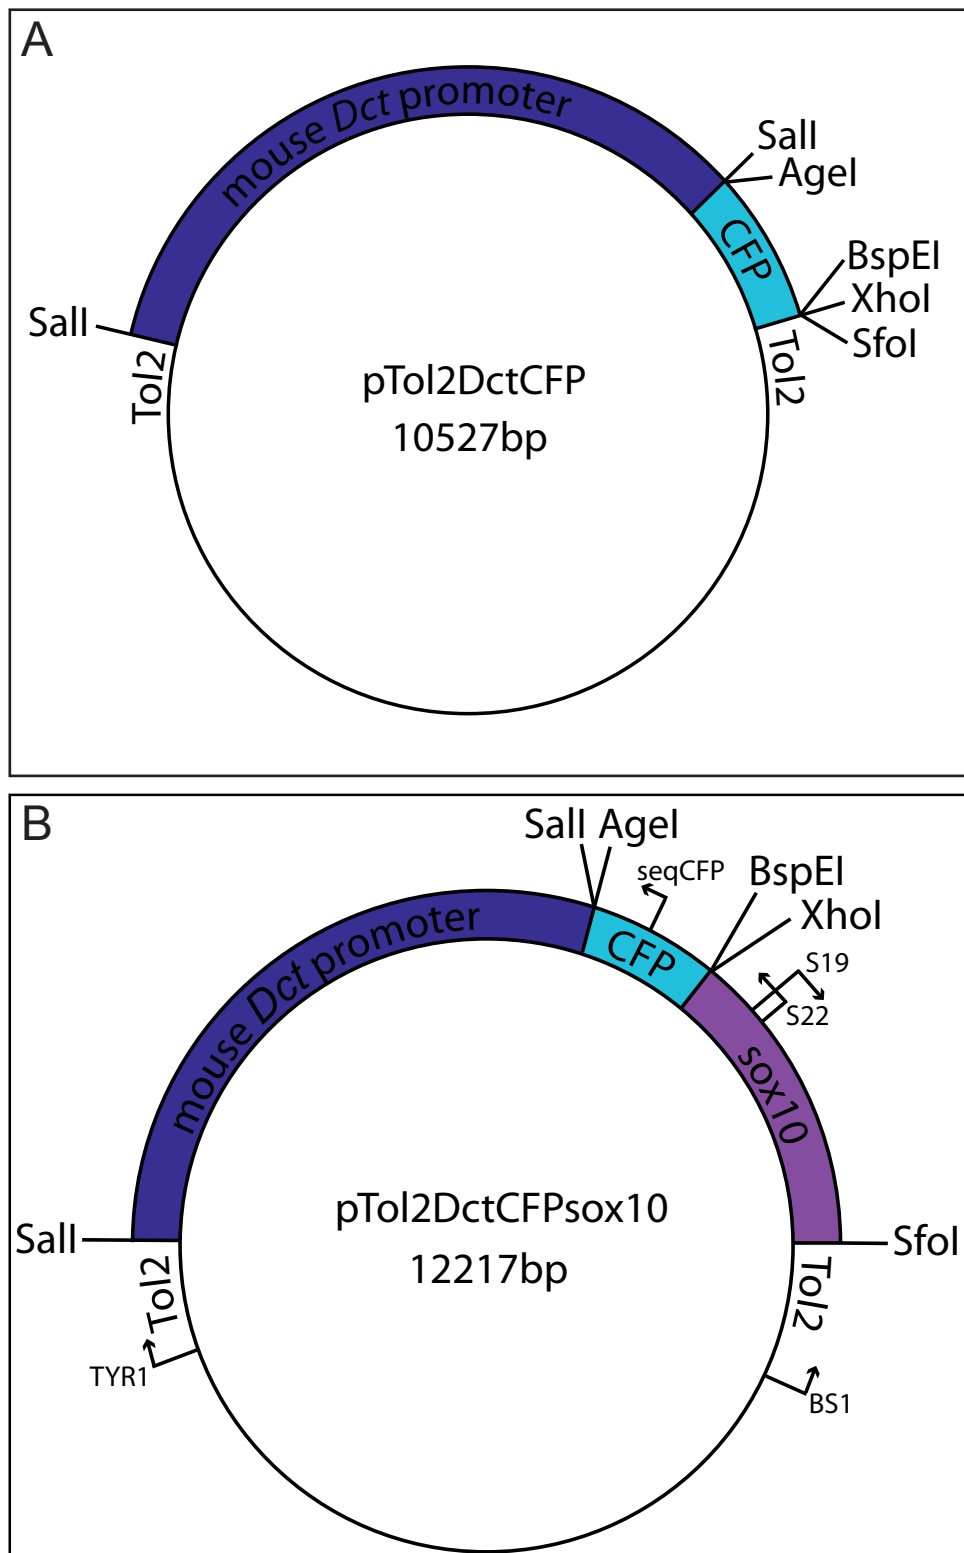 A
mouse Dct promoter
SalI
AgeI
CFP
BspEI
XhoI
SfoI
SalI
Tol2
Tol2
pTol2DctCFP
10527bp
B
SalI AgeI
seqCFP
BspEI
XhoI
mouse Dct promoter
CFP
S19
S22
sox10
pTol2DctCFPsox10
12217bp
SalI
SfoI
Tol2
Tol2
TYR1
BS1